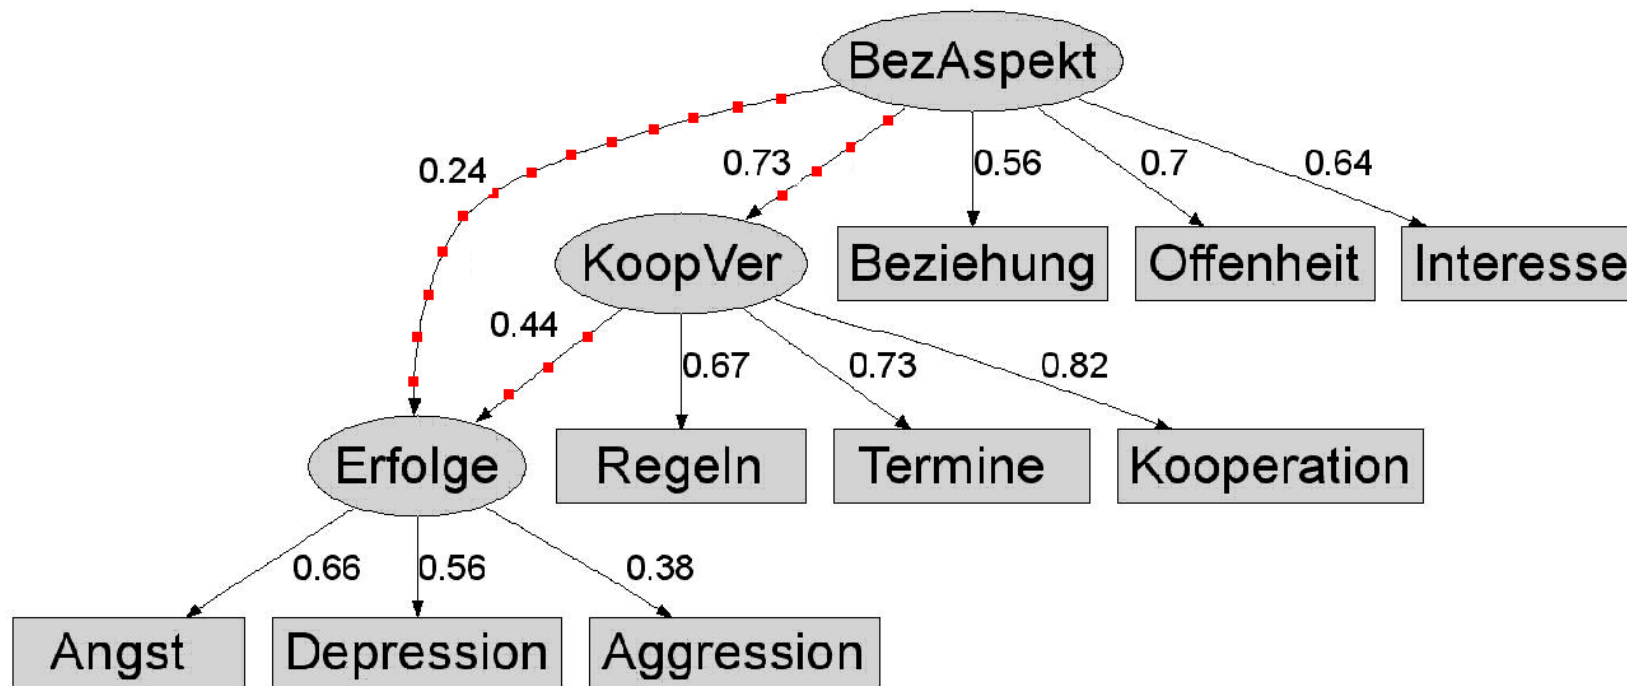 BezAspekt
0.24
0.73
0.56
0.7
0.64
KoopVer
Beziehung
Offenheit
Interesse
0.44
0.67
0.73
0.82
Erfolge
Regeln
Termine
Kooperation
0.66
0.56
0.38
Angst
Depression
Aggression